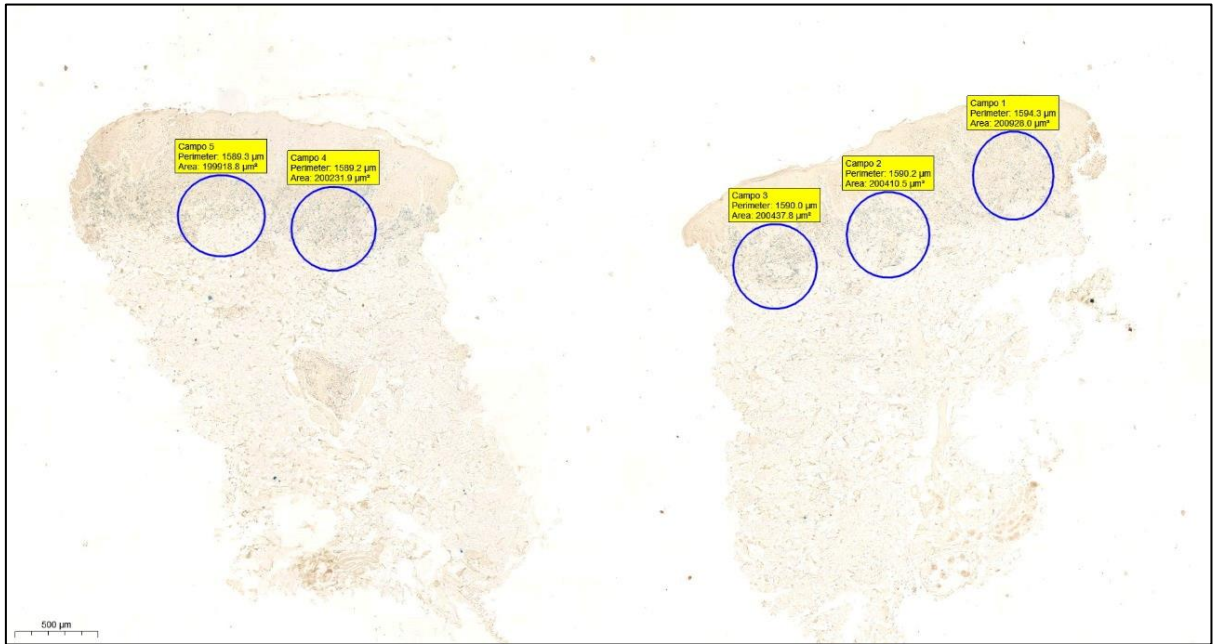 Campo 5
Perimeter: 1589.3 µm
Area: 199918.8 µm²
Campo 4
Perimeter: 1589.2 µm
Area: 200231.9 µm²
Campo 3
Perimeter: 1590.0 µm
Area: 200437.8 µm²
Campo 2
Perimeter: 1590.2 µm
Area: 200410.5 µm²
Campo 1
Perimeter: 1594.3 µm
Area: 200928.0 µm²
500 µm